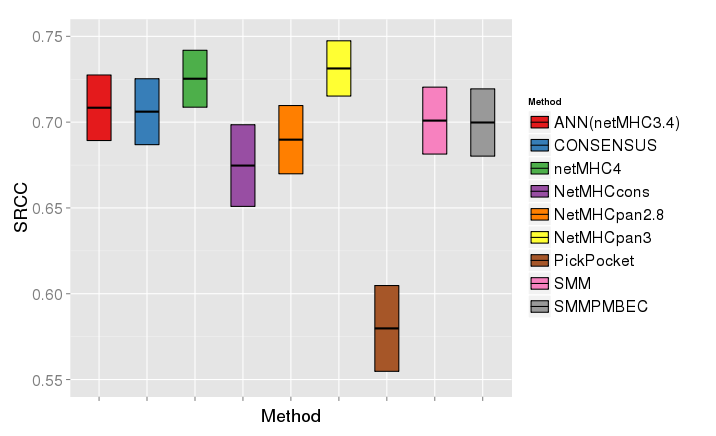 0.75
0.70
0.65
0.60
0.55
SRCC
Method
Method
ANN(netMHC3.4)
CONSENSUS
netMHC4
NetMHCcons
NetMHCpan2.8
NetMHCpan3
PickPocket
SMM
SMMPMBEC